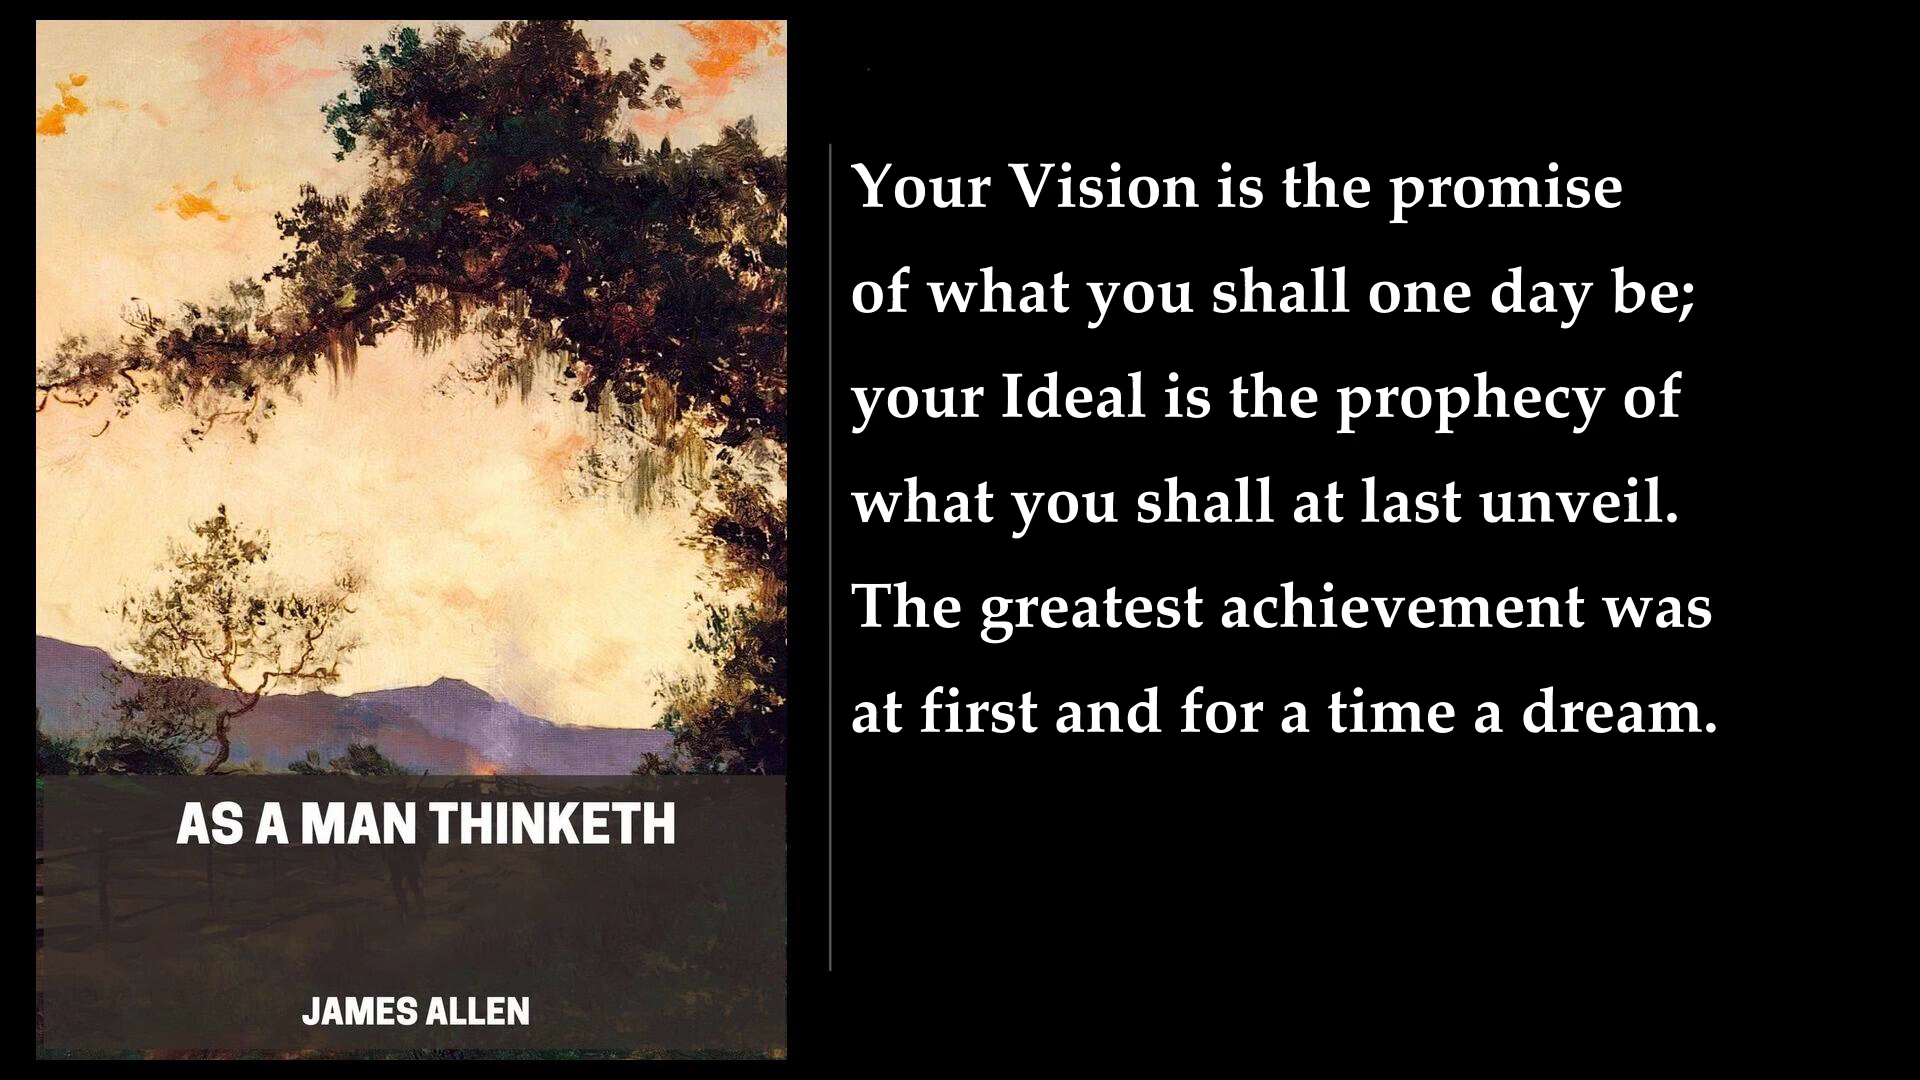 AS A MAN THINKETH
JAMES ALLEN
Your Vision is the promise
of what you shall one day be;
your Ideal is the prophecy of
what you shall at last unveil.
The greatest achievement was
at first and for a time a dream.